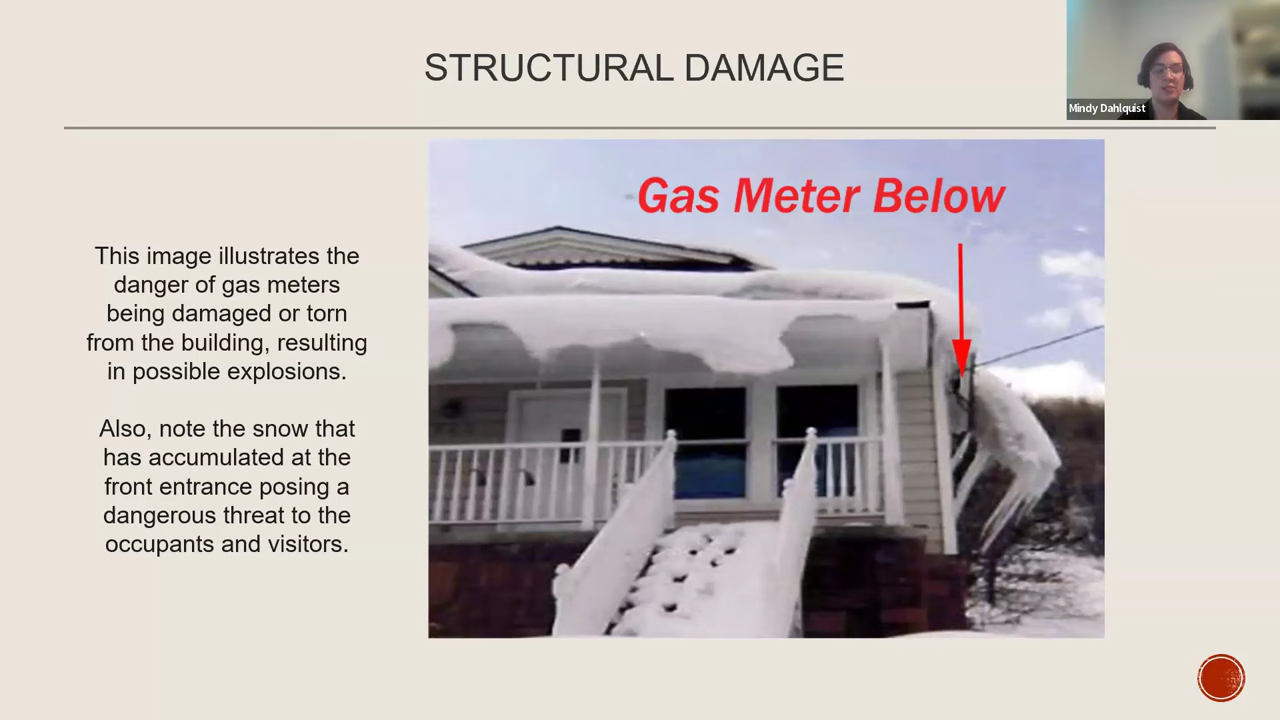 STRUCTURAL DAMAGE
Mindy Dahlquist
Gas Meter Below
This image illustrates the
danger of gas meters
being damaged or torn
from the building, resulting
in possible explosions.
Also, note the snow that
has accumulated at the
front entrance posing a
dangerous threat to the
occupants and visitors.